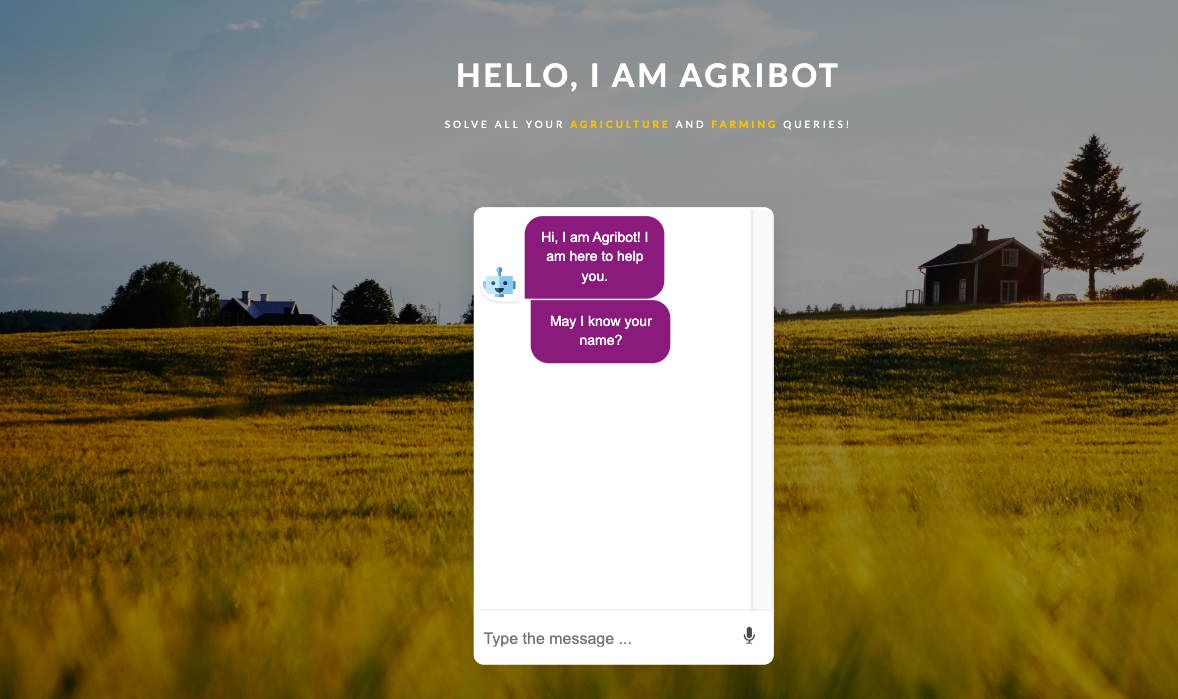 HELLO, I AM AGRIBOT
SOLVE ALL YOUR AGRICULTURE AND FARMING QUERIES!
Hi, I am Agribot! I
am here to help
you.
May I know your
name?
Type the message ...